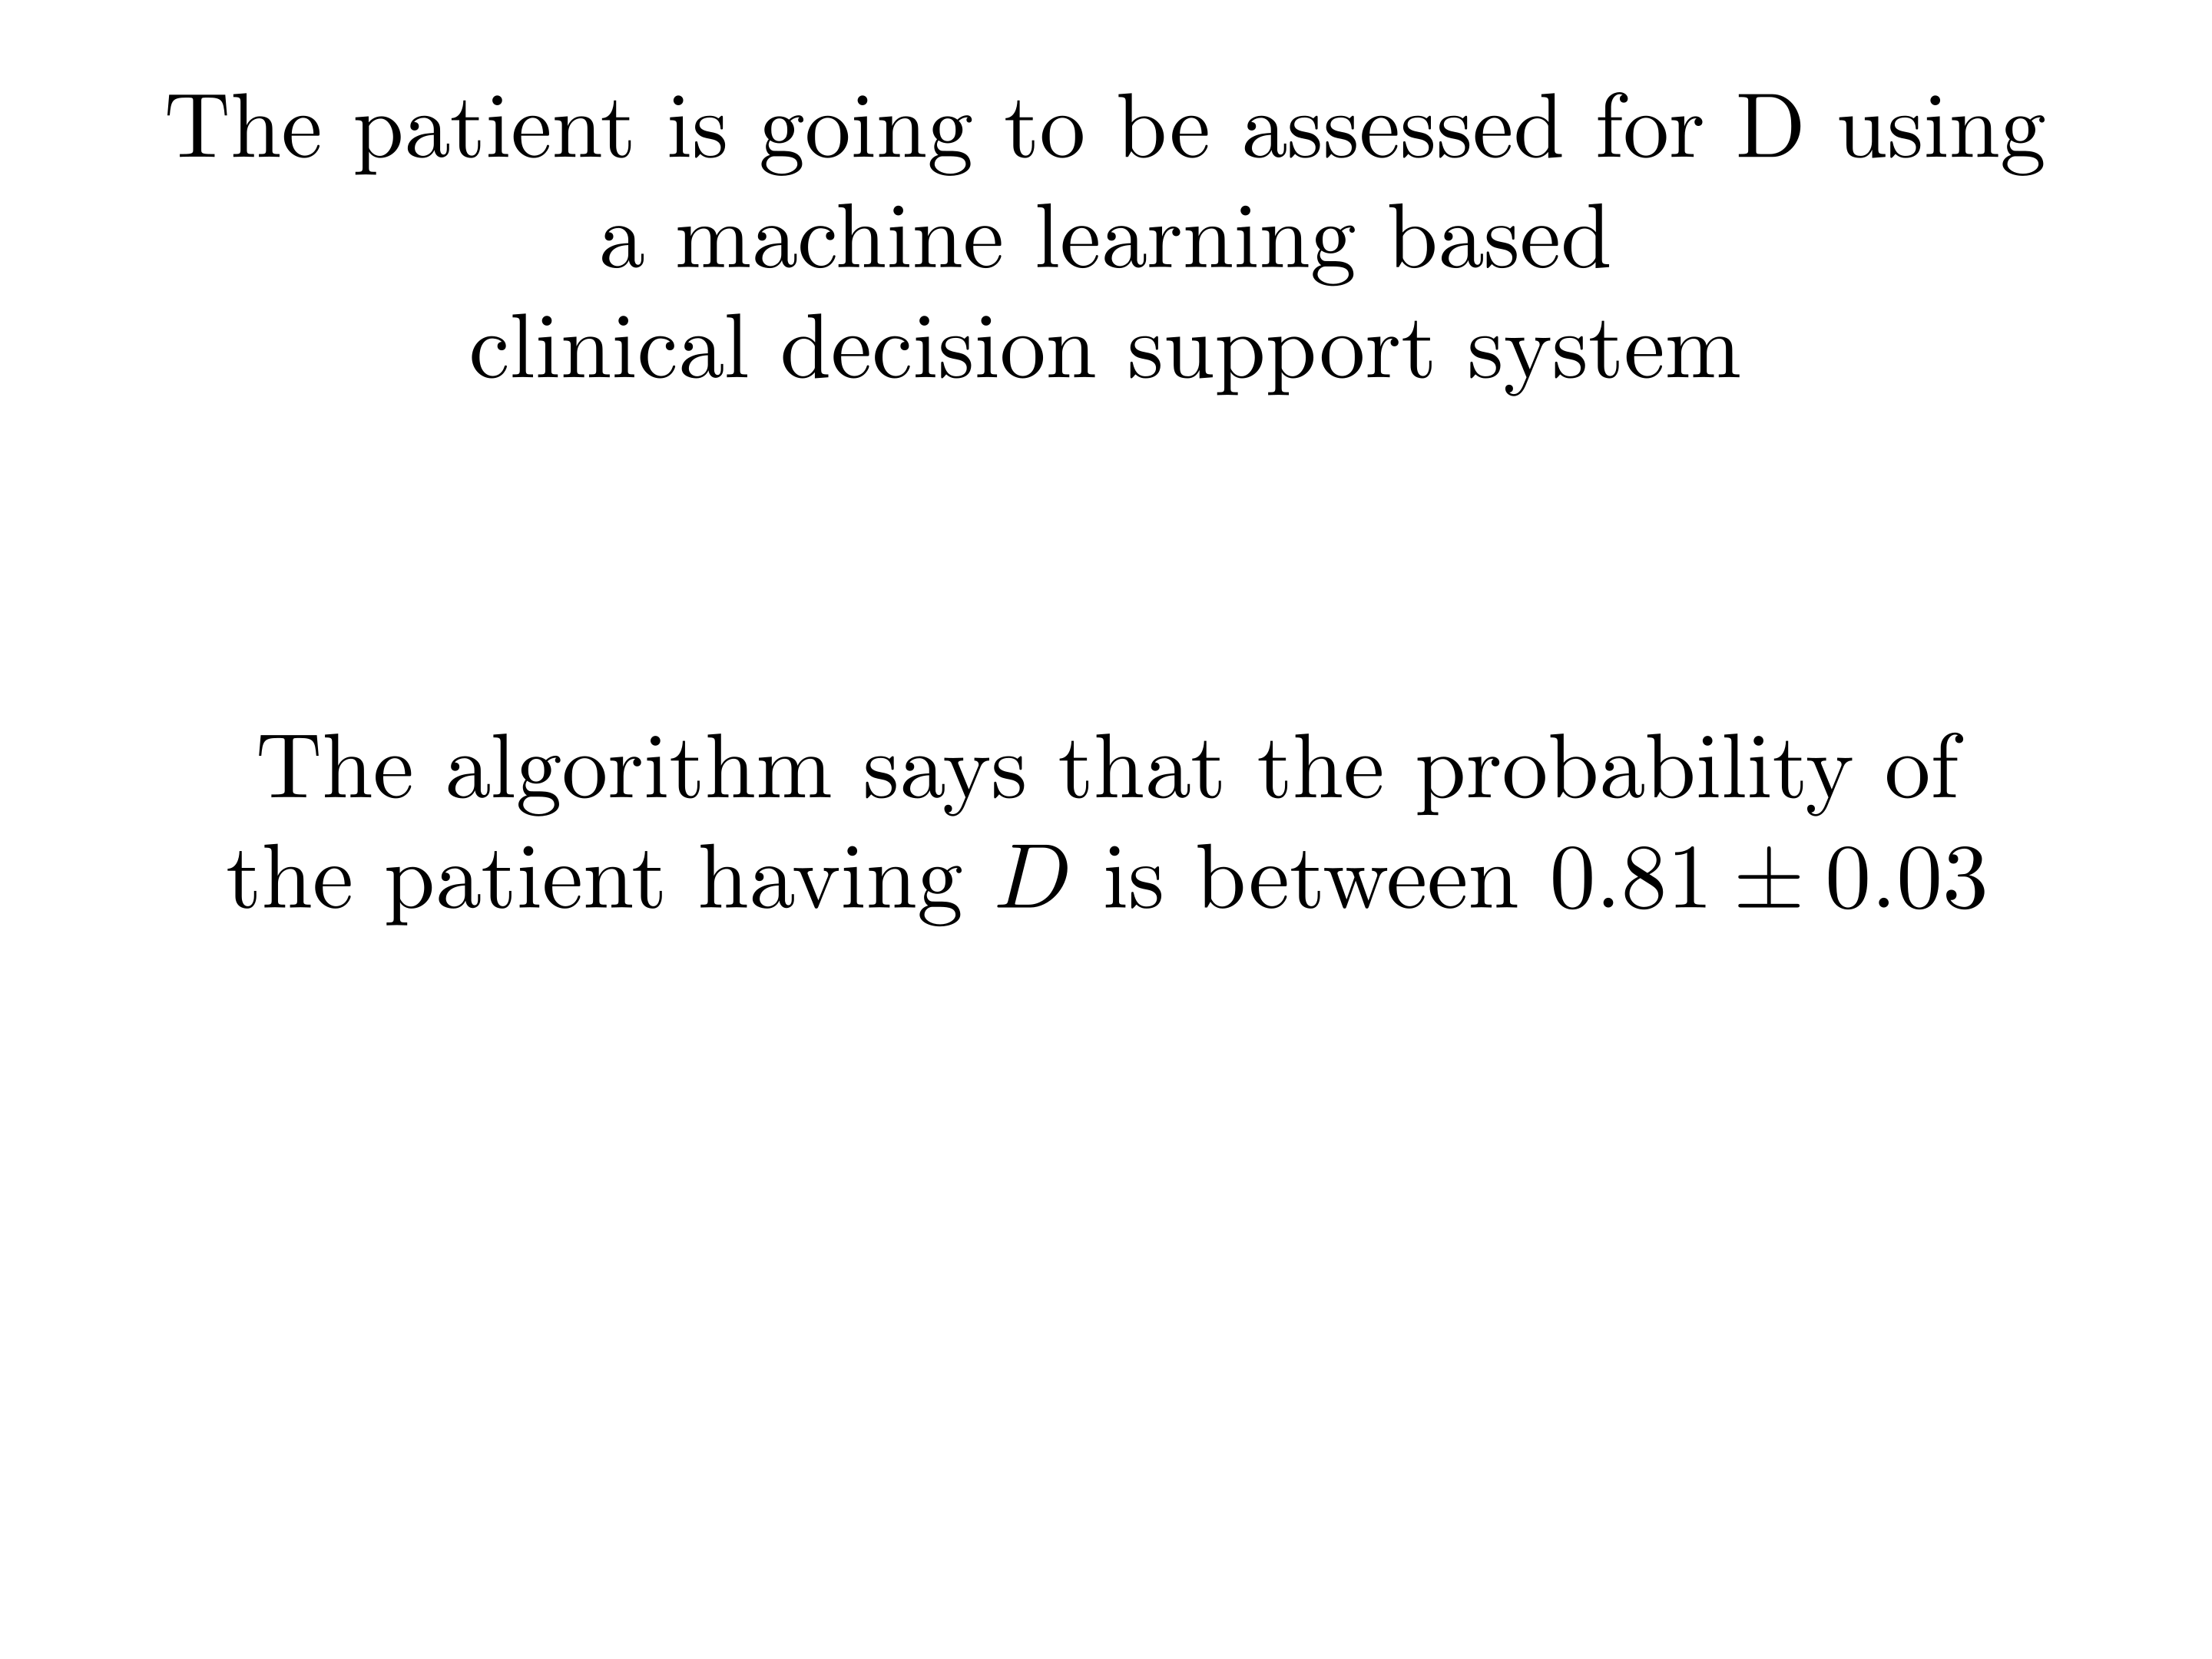 The patient is going to be assessed for D using
a machine learning based
clinical decision support system
The algorithm says that the probability of
the patient having D is between 0.81 ± 0.03